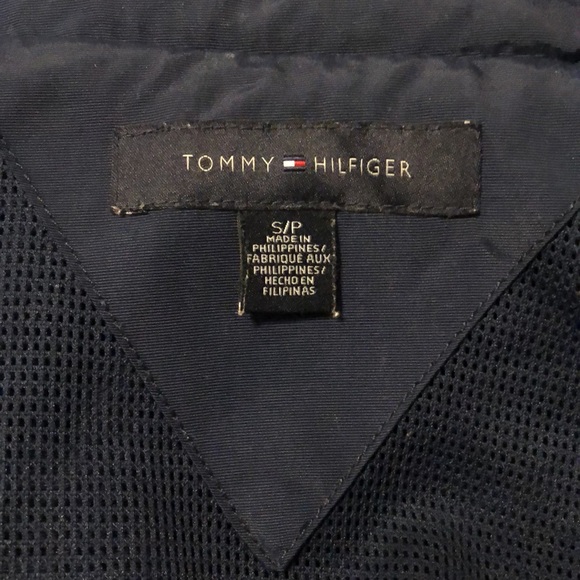 TOMMY HILFIGER
S/P
MADE IN
PHILIPPINES/
FABRIQUÉ AUX
PHILIPPINES/
HECHO EN
FILIPINAS